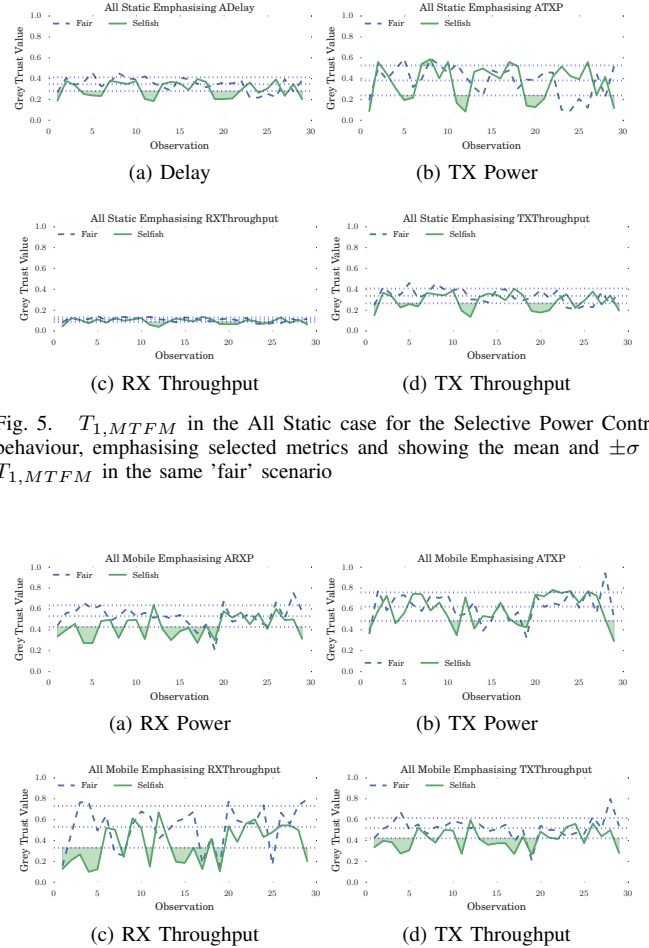 All Static Emphasising ADelay
Fair Selfish
Grey Trust Value
1.0
0.8
0.6
0.4
0.2
0.0
0 5 10 15 20 25 30
Observation
(a) Delay
All Static Emphasising ATXP
Fair Selfish
Grey Trust Value
1.0
0.8
0.6
0.4
0.2
0.0
0 5 10 15 20 25 30
Observation
(b) TX Power
All Static Emphasising RXThroughput
Fair Selfish
Grey Trust Value
1.0
0.8
0.6
0.4
0.2
0.0
0 5 10 15 20 25 30
Observation
(c) RX Throughput
All Static Emphasising TXThroughput
Fair Selfish
Grey Trust Value
1.0
0.8
0.6
0.4
0.2
0.0
0 5 10 15 20 25 30
Observation
(d) TX Throughput
Fig. 5. T1,MTFM in the All Static case for the Selective Power Contr
behaviour, emphasising selected metrics and showing the mean and ±σ
T1,MTFM in the same 'fair' scenario
All Mobile Emphasising ARXP
Fair Selfish
Grey Trust Value
1.0
0.8
0.6
0.4
0.2
0.0
0 5 10 15 20 25 30
Observation
(a) RX Power
All Mobile Emphasising ATXP
Fair Selfish
Grey Trust Value
1.0
0.8
0.6
0.4
0.2
0.0
0 5 10 15 20 25 30
Observation
(b) TX Power
All Mobile Emphasising RXThroughput
Fair Selfish
Grey Trust Value
1.0
0.8
0.6
0.4
0.2
0.0
0 5 10 15 20 25 30
Observation
(c) RX Throughput
All Mobile Emphasising TXThroughput
Fair Selfish
Grey Trust Value
1.0
0.8
0.6
0.4
0.2
0.0
0 5 10 15 20 25 30
Observation
(d) TX Throughput